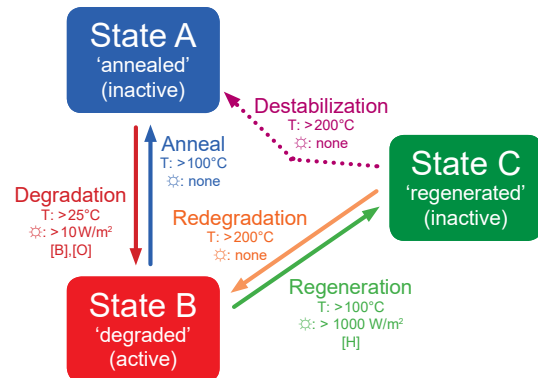 State A
'annealed'
(inactive)
Destabilization
T: >200°C
☼: none
Anneal
T: >100°C
☼: none
State C
'regenerated'
(inactive)
Degradation
T: >25°C
☼: >10W/m²
[B],[O]
Redegradation
T: >200°C
☼: none
State B
'degraded'
(active)
Regeneration
T: >100°C
☼: > 1000 W/m²
[H]